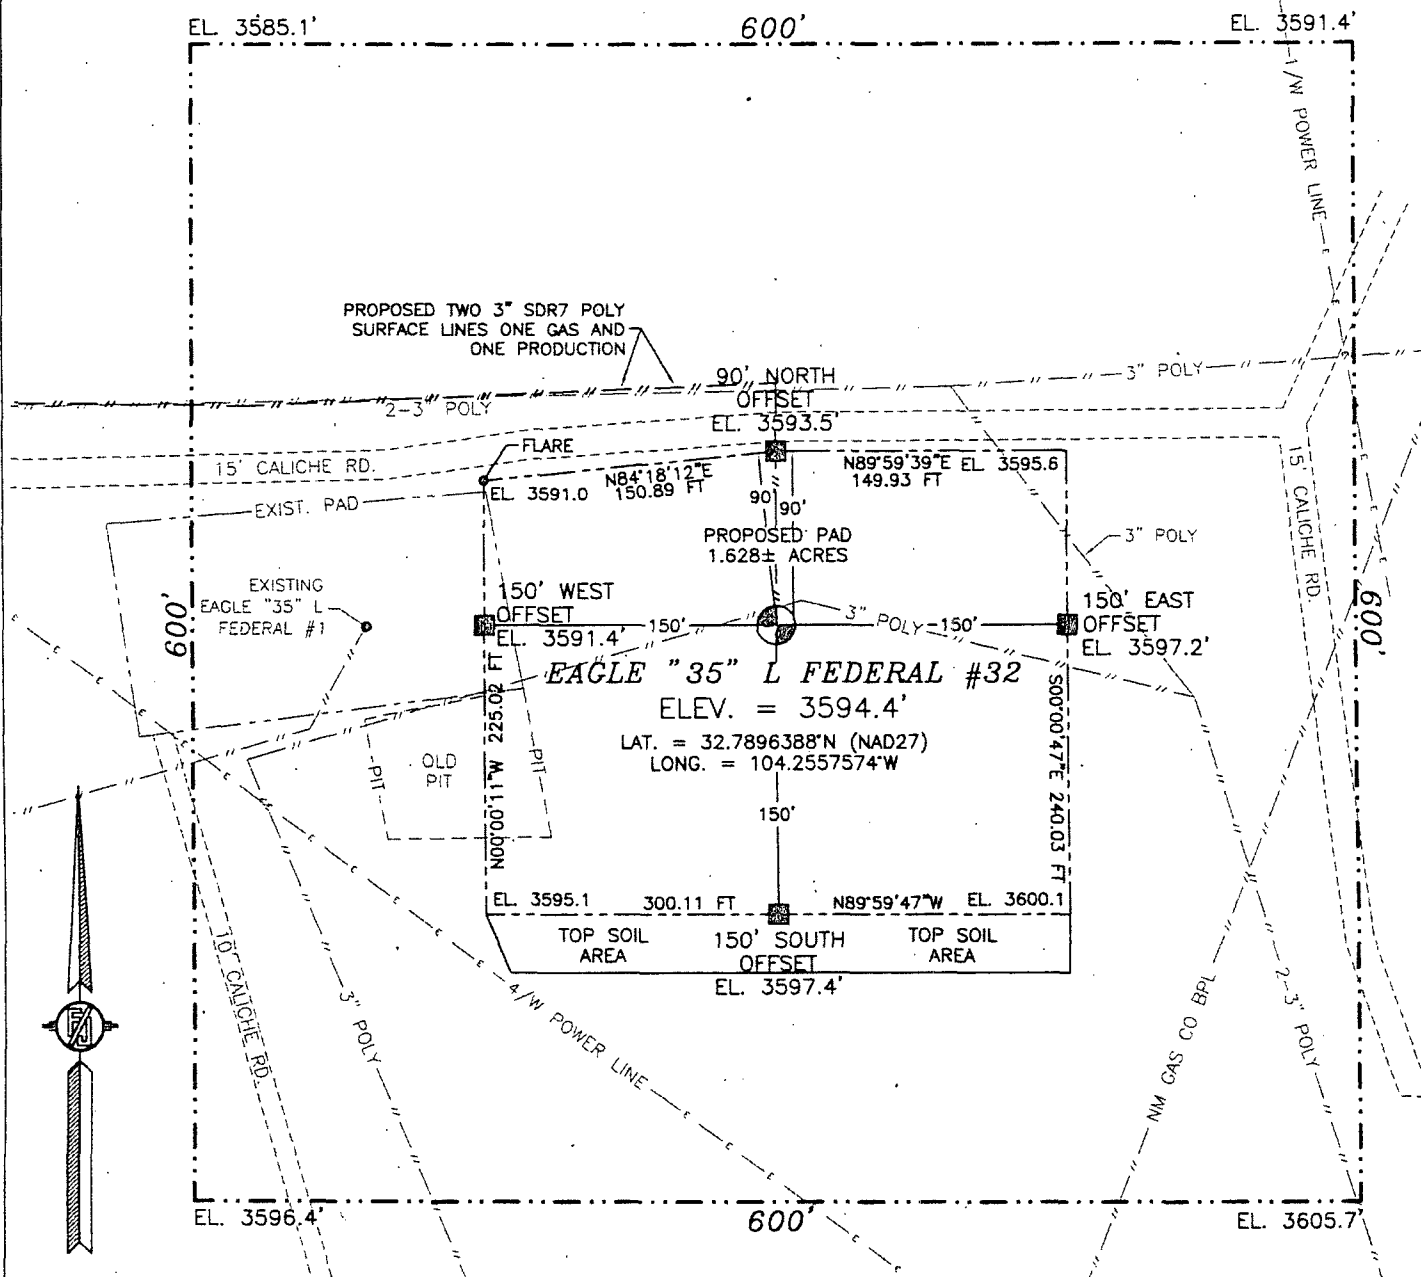 EL. 3585.1'
600'
EL. 3591.4'
1/W POWER LINE
PROPOSED TWO 3" SDR7 POLY
SURFACE LINES ONE GAS AND
ONE PRODUCTION
90' NORTH
OFFSET
EL. 3593.5'
3" POLY
2-3" POLY
15' CALICHE RD.
FLARE
EL. 3591.0
N84°18'12"E
150.89 FT
N89°59'39"E
149.93 FT
EL. 3595.6
EXIST. PAD
90'
90'
PROPOSED PAD
1.628± ACRES
3" POLY
15' CALICHE RD.
EXISTING
EAGLE "35" L
FEDERAL #1
600'
150' WEST
OFFSET
EL. 3591.4'
150'
3" POLY
150'
150' EAST
OFFSET
EL. 3597.2'
600'
EAGLE "35" L FEDERAL #32
ELEV. = 3594.4'
LAT. = 32.7896388°N (NAD27)
LONG. = 104.2557574°W
N00°00'11"W 225.02 FT
S00°00'47"E 240.03 FT
OLD
PIT
PIT
PIT
150'
EL. 3595.1
300.11 FT
N89°59'47"W
EL. 3600.1
TOP SOIL
AREA
150' SOUTH
OFFSET
EL. 3597.4'
TOP SOIL
AREA
10' CALICHE RD.
3" POLY
4/W POWER LINE
NM GAS CO BPL
2-3" POLY
EL. 3596.4'
600'
EL. 3605.7'